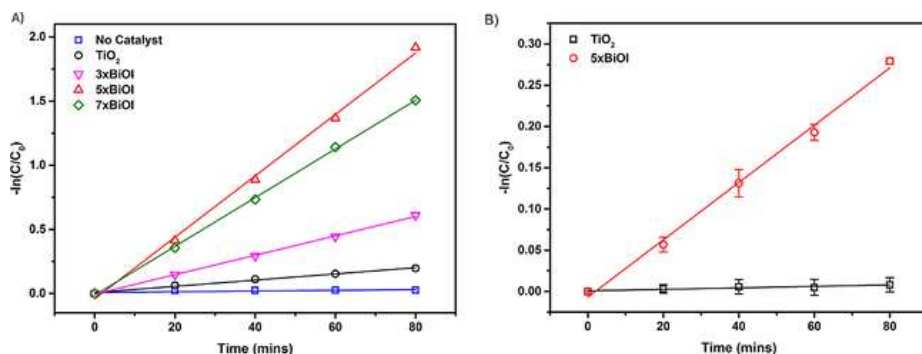 A)
2.0
1.5
1.0
0.5
0.0
-ln(C/C₀)
No Catalyst
TiO₂
3xBiOI
5xBiOI
7xBiOI
0 20 40 60 80
Time (mins)
B)
0.30
0.25
0.20
0.15
0.10
0.05
0.00
-ln(C/C₀)
TiO₂
5xBiOI
0 20 40 60 80
Time (mins)